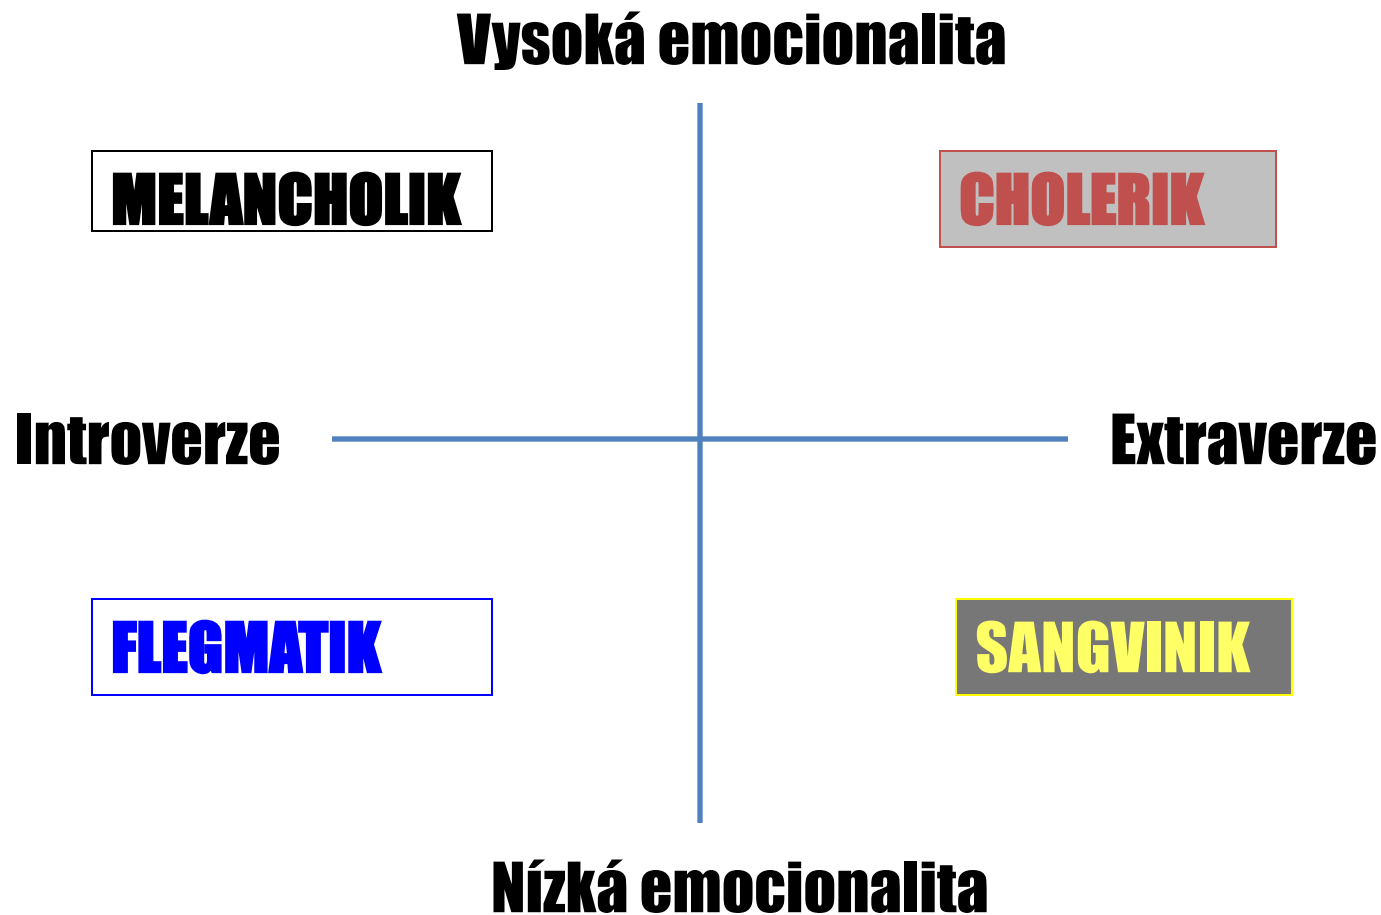 Vysoká emocionalita
MELANCHOLIK
CHOLERIK
Introverze
Extraverze
FLEGMATIK
SANGVINIK
Nízká emocionalita